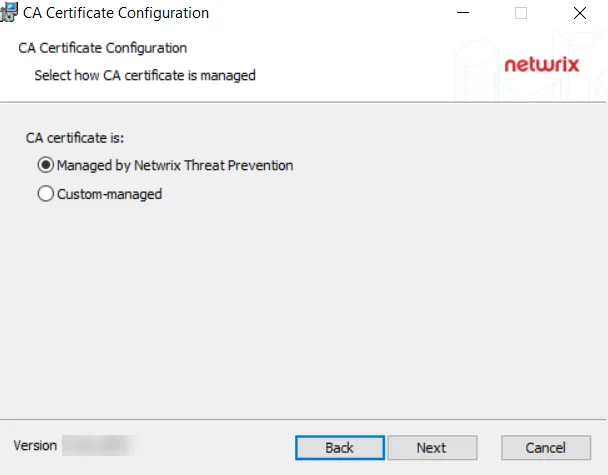 CA Certificate Configuration
CA Certificate Configuration
Select how CA certificate is managed
netwrix
CA certificate is:
Managed by Netwrix Threat Prevention
Custom-managed
Version
Back
Next
Cancel